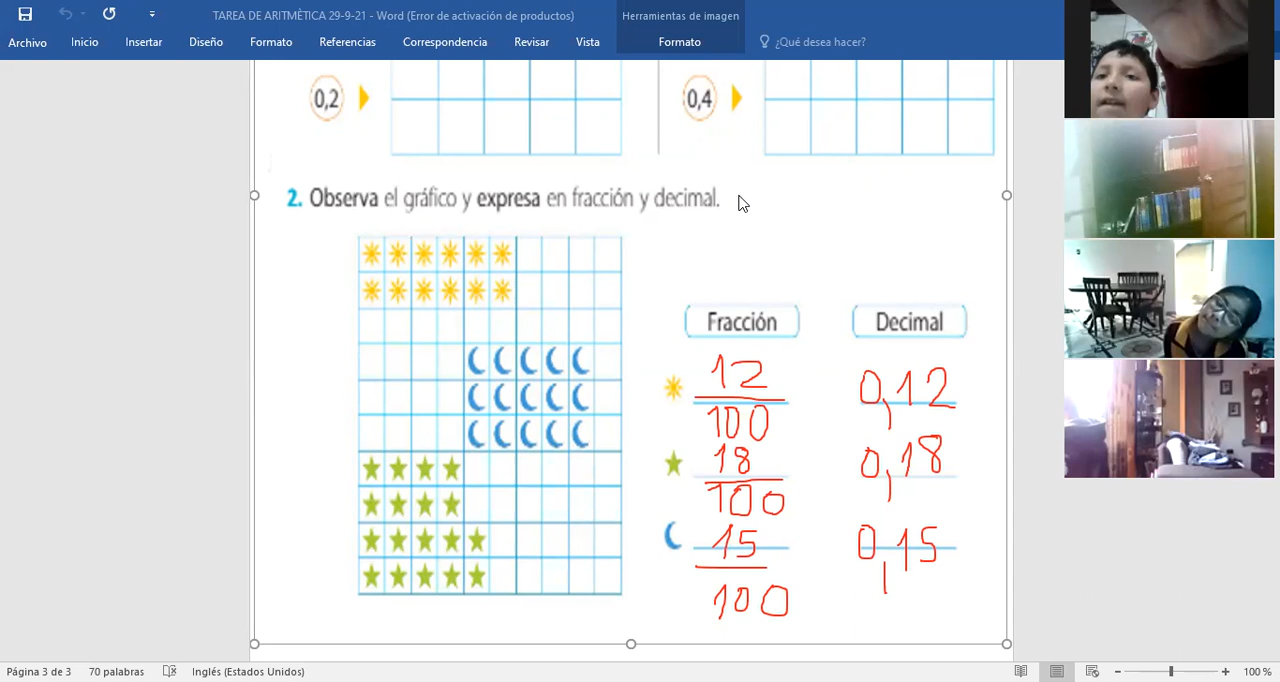 TAREA DE ARITMÈTICA 29-9-21 - Word (Error de activación de productos)
Herramientas de imagen
Archivo Inicio Insertar Diseño Formato Referencias Correspondencia Revisar Vista Formato ¿Qué desea hacer?
0,2 0,4
2. Observa el gráfico y expresa en fracción y decimal.
Fracción Decimal
12
100
0,12
18
100
0,18
15
100
0,15
Página 3 de 3 70 palabras Inglés (Estados Unidos) 100 %